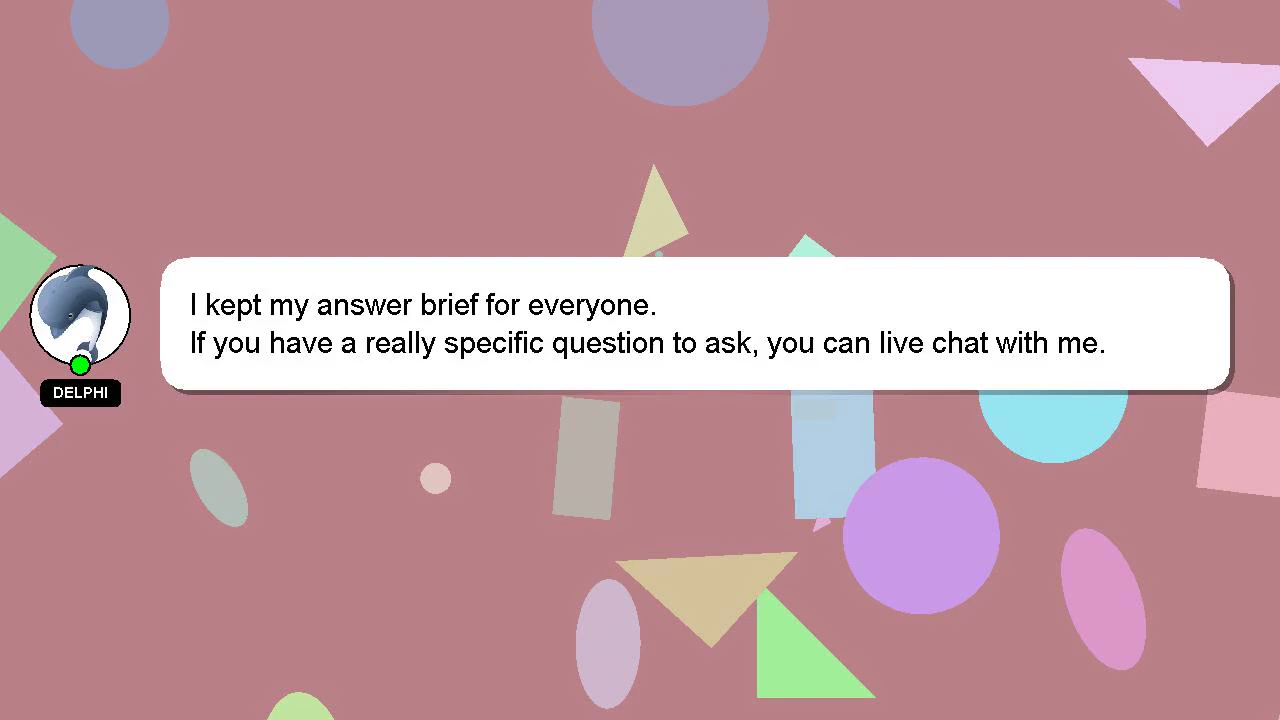 I kept my answer brief for everyone.
If you have a really specific question to ask, you can live chat with me.
DELPHI